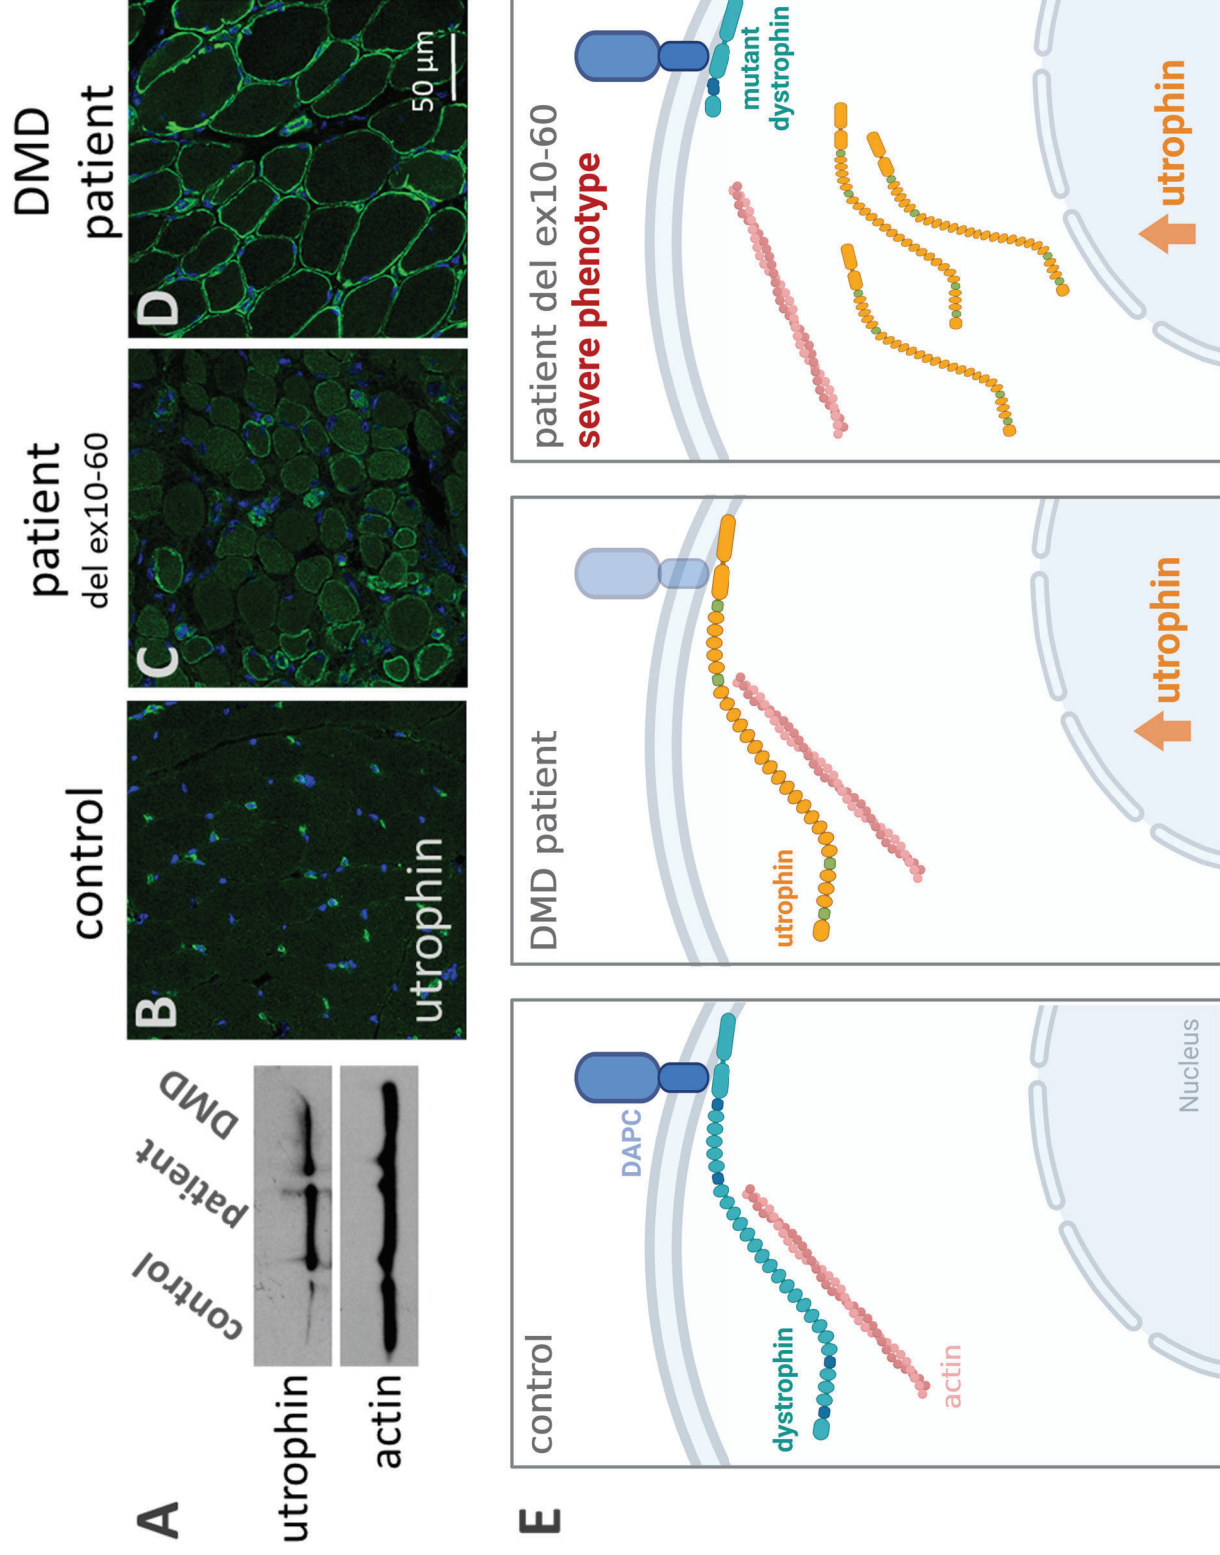 A
control
patient
DMD
utrophin
actin
control
B
utrophin
patient
del ex10-60
C
DMD
patient
D
50 µm
E
control
DAPC
dystrophin
actin
Nucleus
DMD patient
utrophin
utrophin
patient del ex10-60
severe phenotype
mutant
dystrophin
utrophin